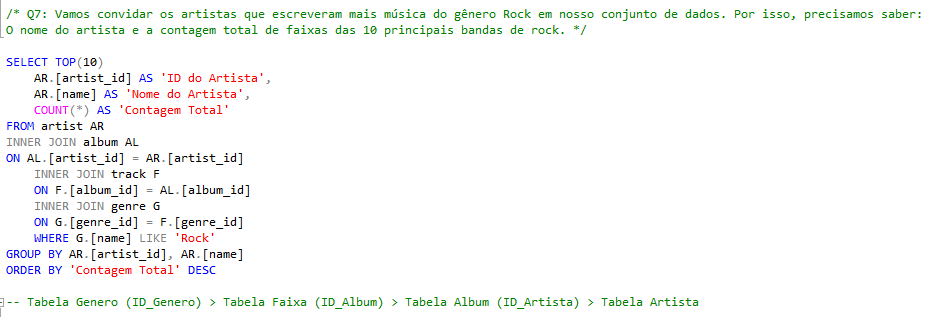 /* Q7: Vamos convidar os artistas que escreveram mais música do gênero Rock em nosso conjunto de dados. Por isso, precisamos saber:
O nome do artista e a contagem total de faixas das 10 principais bandas de rock. */
SELECT TOP(10)
AR.[artist_id] AS 'ID do Artista',
AR.[name] AS 'Nome do Artista',
COUNT(*) AS 'Contagem Total'
FROM artist AR
INNER JOIN album AL
ON AL.[artist_id] = AR.[artist_id]
INNER JOIN track F
ON F.[album_id] = AL.[album_id]
INNER JOIN genre G
ON G.[genre_id] = F.[genre_id]
WHERE G.[name] LIKE 'Rock'
GROUP BY AR.[artist_id], AR.[name]
ORDER BY 'Contagem Total' DESC
-- Tabela Genero (ID_Genero) > Tabela Faixa (ID_Album) > Tabela Album (ID_Artista) > Tabela Artista